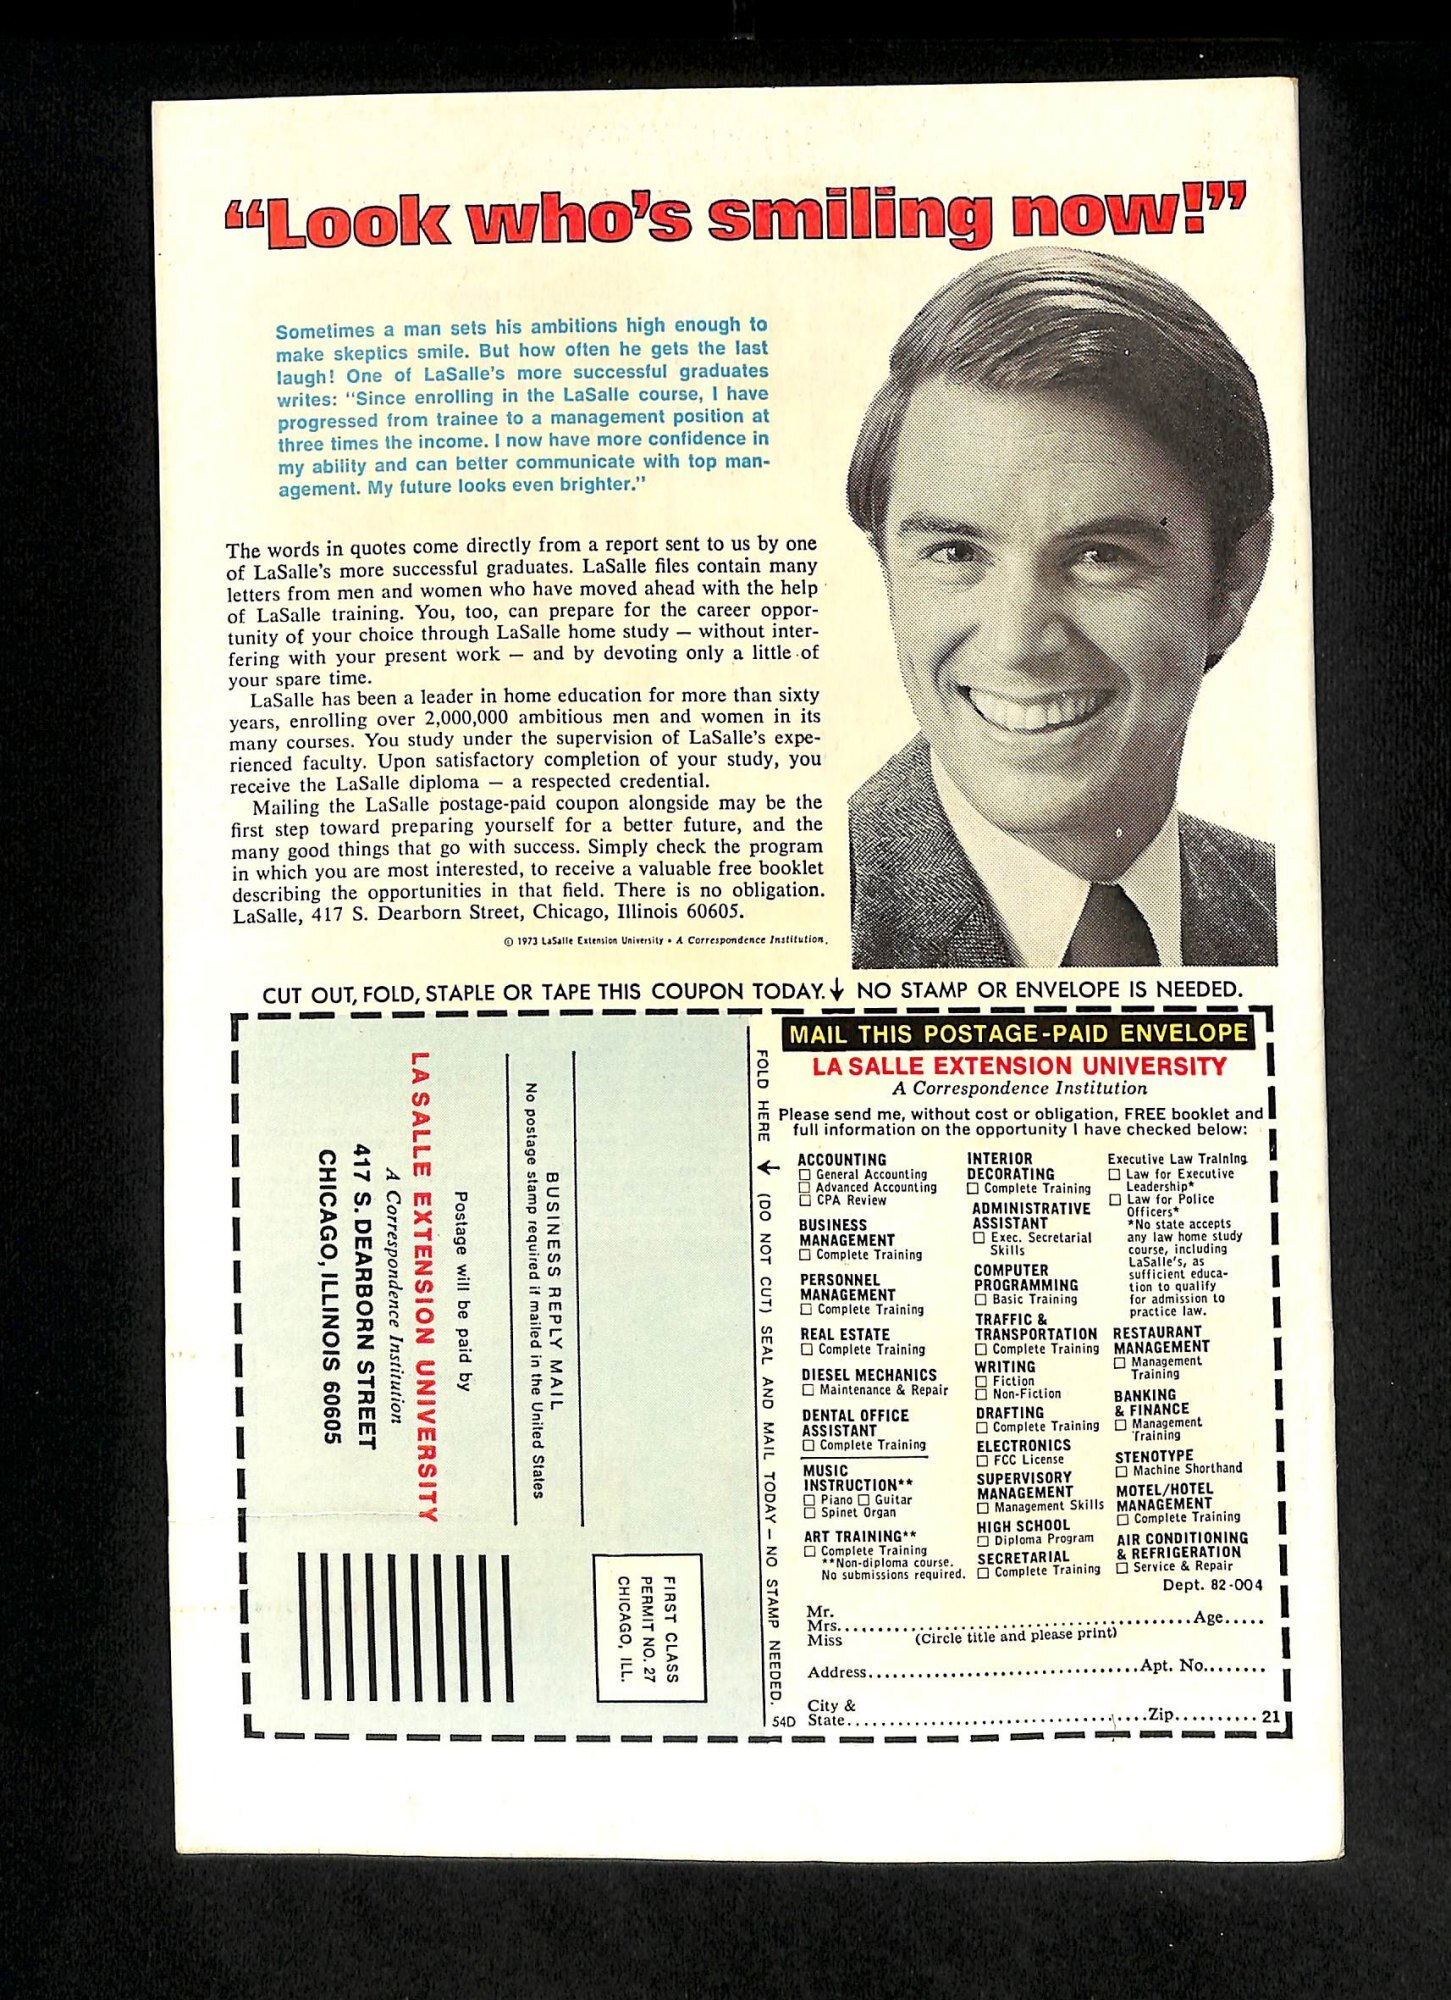 “Look who’s smiling now!”
Sometimes a man sets his ambitions high enough to
make skeptics smile. But how often he gets the last
laugh! One of LaSalle's more successful graduates
writes: “Since enrolling in the LaSalle course, I have
progressed from trainee to a management position at
three times the income. I now have more confidence in
my ability and can better communicate with top man-
agement. My future looks even brighter.”
The words in quotes come directly from a report sent to us by one
of LaSalle's more successful graduates. LaSalle files contain many
letters from men and women who have moved ahead with the help
of LaSalle training. You, too, can prepare for the career oppor-
tunity of your choice through LaSalle home study — without inter-
fering with your present work — and by devoting only a little of
your spare time.
LaSalle has been a leader in home education for more than sixty
years, enrolling over 2,000,000 ambitious men and women in its
many courses. You study under the supervision of LaSalle's expe-
rienced faculty. Upon satisfactory completion of your study, you
receive the LaSalle diploma — a respected credential.
Mailing the LaSalle postage-paid coupon alongside may be the
first step toward preparing yourself for a better future, and the
many good things that go with success. Simply check the program
in which you are most interested, to receive a valuable free booklet
describing the opportunities in that field. There is no obligation.
LaSalle, 417 S. Dearborn Street, Chicago, Illinois 60605.
© 1973 LaSalle Extension University • A Correspondence Institution.
CUT OUT, FOLD, STAPLE OR TAPE THIS COUPON TODAY.↓ NO STAMP OR ENVELOPE IS NEEDED.
FIRST CLASS
PERMIT NO. 27
CHICAGO, ILL.
BUSINESS REPLY MAIL
No postage stamp required if mailed in the United States
Postage will be paid by
LA SALLE EXTENSION UNIVERSITY
A Correspondence Institution
417 S. DEARBORN STREET
CHICAGO, ILLINOIS 60605
FOLD HERE ↓ (DO NOT CUT) SEAL AND MAIL TODAY — NO STAMP NEEDED.
MAIL THIS POSTAGE-PAID ENVELOPE
LA SALLE EXTENSION UNIVERSITY
A Correspondence Institution
Please send me, without cost or obligation, FREE booklet and
full information on the opportunity I have checked below:
ACCOUNTING
☐ General Accounting
☐ Advanced Accounting
☐ CPA Review
BUSINESS
MANAGEMENT
☐ Complete Training
PERSONNEL
MANAGEMENT
☐ Complete Training
REAL ESTATE
☐ Complete Training
DIESEL MECHANICS
☐ Maintenance & Repair
DENTAL OFFICE
ASSISTANT
☐ Complete Training
MUSIC
INSTRUCTION**
☐ Piano ☐ Guitar
☐ Spinet Organ
ART TRAINING**
☐ Complete Training
**Non-diploma course.
No submissions required.
INTERIOR
DECORATING
☐ Complete Training
ADMINISTRATIVE
ASSISTANT
☐ Exec. Secretarial
Skills
COMPUTER
PROGRAMMING
☐ Basic Training
TRAFFIC &
TRANSPORTATION
☐ Complete Training
WRITING
☐ Fiction
☐ Non-Fiction
DRAFTING
☐ Complete Training
ELECTRONICS
☐ FCC License
SUPERVISORY
MANAGEMENT
☐ Management Skills
HIGH SCHOOL
☐ Diploma Program
SECRETARIAL
☐ Complete Training
Executive Law Training
☐ Law for Executive
Leadership*
☐ Law for Police
Officers*
*No state accepts
any law home study
course, including
LaSalle's, as
sufficient educa-
tion to qualify
for admission to
practice law.
RESTAURANT
MANAGEMENT
☐ Management
Training
BANKING
& FINANCE
☐ Management
Training
STENOTYPE
☐ Machine Shorthand
MOTEL/HOTEL
MANAGEMENT
☐ Complete Training
AIR CONDITIONING
& REFRIGERATION
☐ Service & Repair
Dept. 82-004
Mr.
Mrs.........................................Age.....
Miss (Circle title and please print)
Address................................Apt. No........
City &
54D State....................................Zip.......... 21